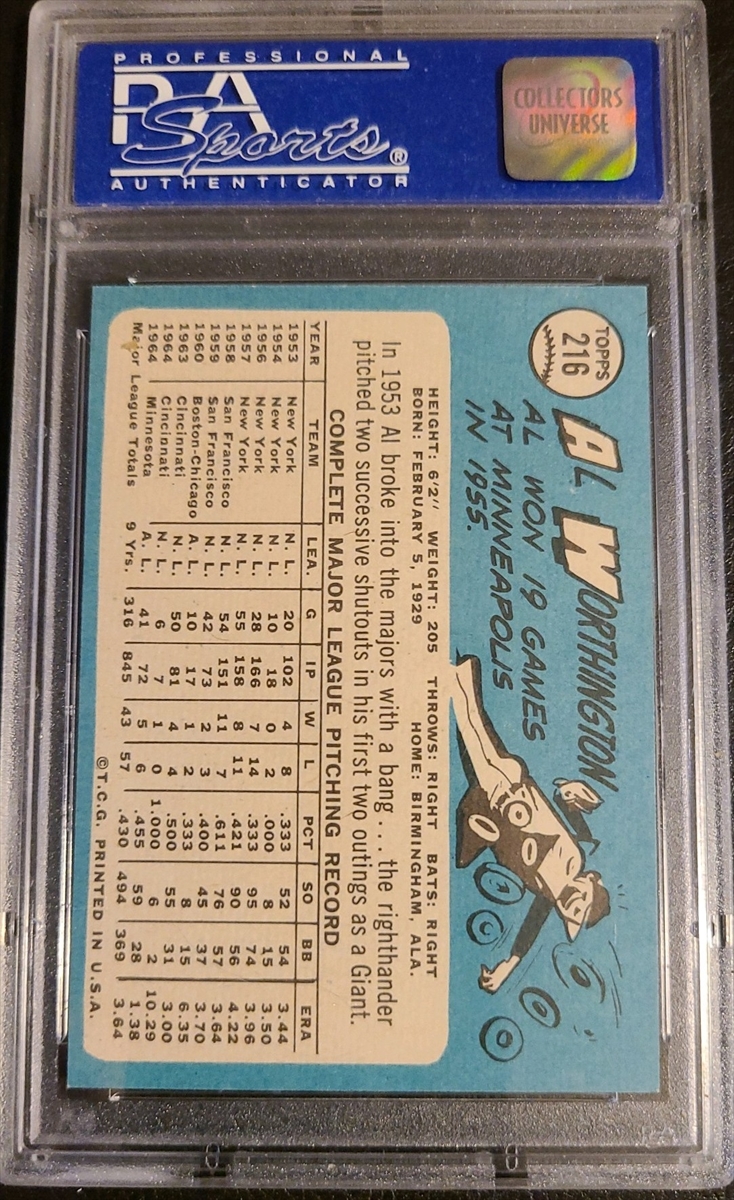 PROFESSIONAL
PSA
Sports®
AUTHENTICATOR
COLLECTORS
UNIVERSE
TOPPS
216
AL WORTHINGTON
AL WON 19 GAMES
AT MINNEAPOLIS
IN 1955.
HEIGHT: 6'2" WEIGHT: 205 THROWS: RIGHT BATS: RIGHT
BORN: FEBRUARY 5, 1929 HOME: BIRMINGHAM, ALA.
In 1953 Al broke into the majors with a bang ... the righthander
pitched two successive shutouts in his first two outings as a Giant.
COMPLETE MAJOR LEAGUE PITCHING RECORD
YEAR TEAM LEA. G IP W L PCT SO BB ERA
1953 New York N. L. 20 102 4 8 .333 52 54 3.44
1954 New York N. L. 10 18 0 2 .000 8 15 3.50
1956 New York N. L. 28 166 7 14 .333 95 74 3.96
1957 New York N. L. 55 158 8 11 .421 90 56 4.22
1958 San Francisco N. L. 54 151 11 7 .611 76 57 3.64
1959 San Francisco N. L. 42 73 2 3 .400 45 37 3.70
1960 Boston-Chicago A. L. 10 17 1 2 .333 8 15 6.35
1963 Cincinnati N. L. 50 81 4 4 .500 55 31 3.00
1964 Cincinnati N. L. 6 7 1 0 1.000 6 2 10.29
1964 Minnesota A. L. 41 72 5 6 .455 59 28 1.38
Major League Totals 9 Yrs. 316 845 43 57 .430 494 369 3.64
©T.C.G. PRINTED IN U.S.A.